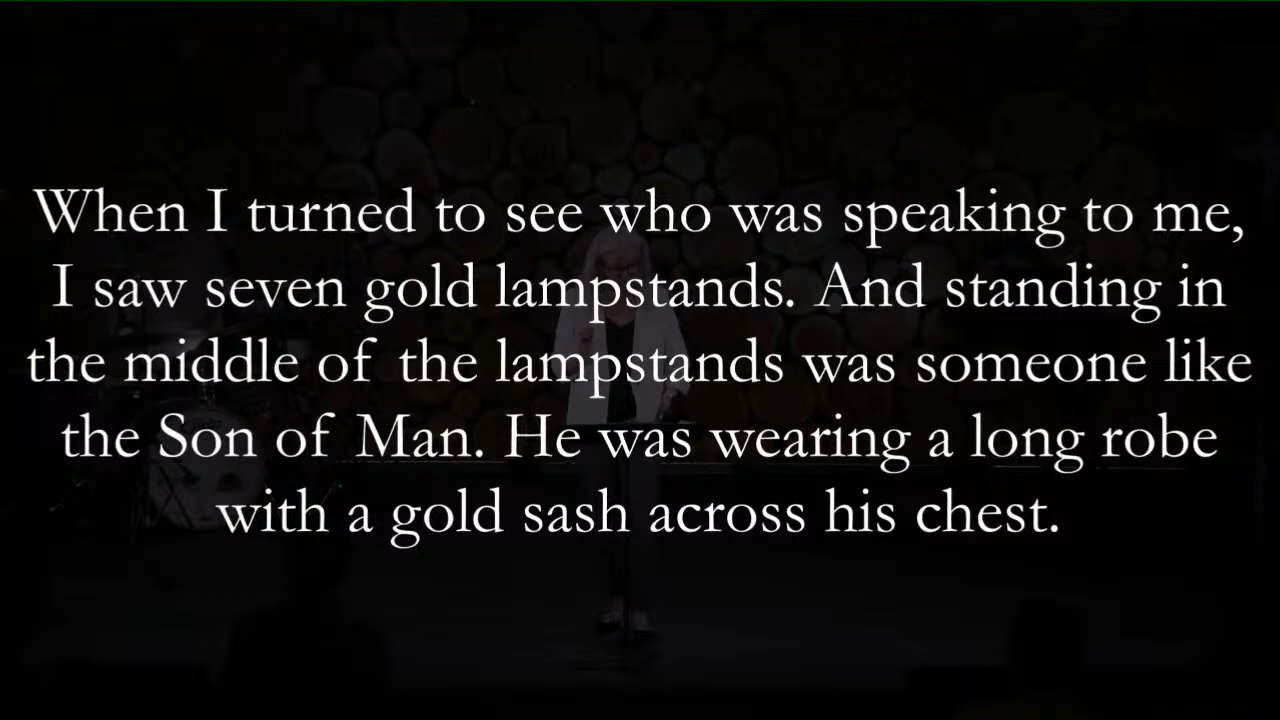 When I turned to see who was speaking to me,
I saw seven gold lampstands. And standing in
the middle of the lampstands was someone like
the Son of Man. He was wearing a long robe
with a gold sash across his chest.